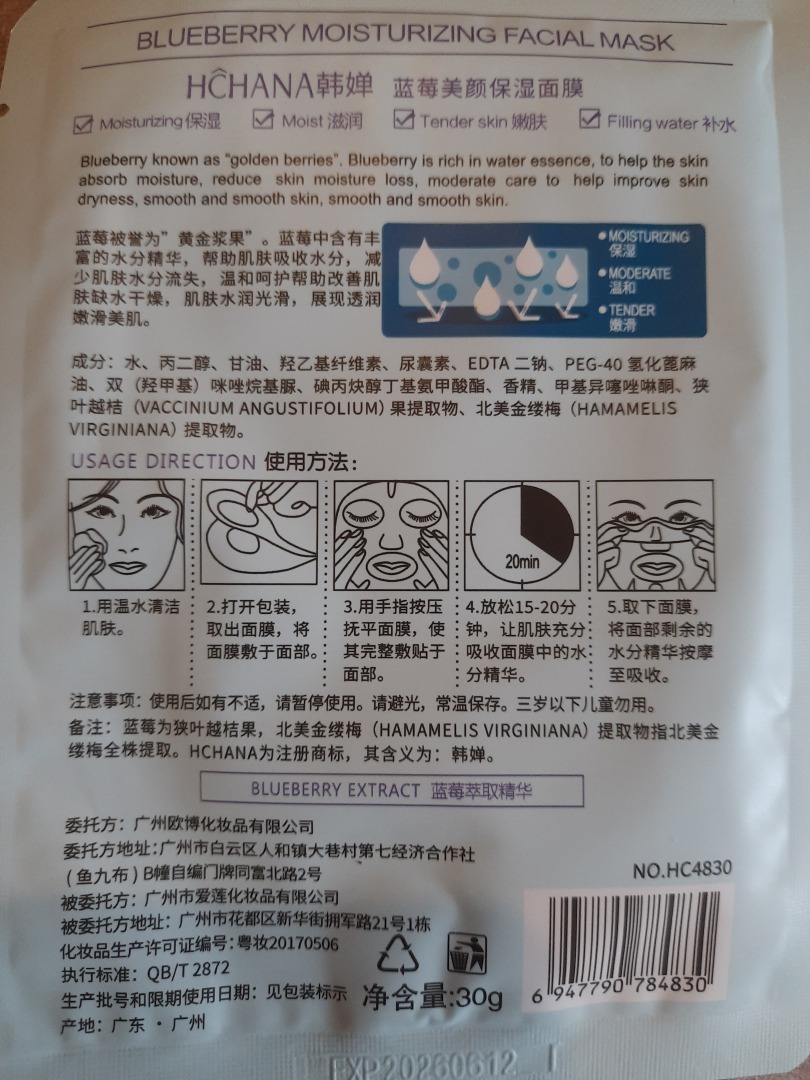 BLUEBERRY MOISTURIZING FACIAL MASK
HCHANA韩婵 蓝莓美颜保湿面膜
Moisturizing 保湿 Moist 滋润 Tender skin 嫩肤 Filling water 补水
Blueberry known as "golden berries". Blueberry is rich in water essence, to help the skin
absorb moisture, reduce skin moisture loss, moderate care to help improve skin
dryness, smooth and smooth skin, smooth and smooth skin.
蓝莓被誉为”黄金浆果”。蓝莓中含有丰
富的水分精华，帮助肌肤吸收水分，减
少肌肤水分流失，温和呵护帮助改善肌
肤缺水干燥，肌肤水润光滑，展现透润
嫩滑美肌。
MOISTURIZING
保湿
MODERATE
温和
TENDER
嫩滑
成分：水、丙二醇、甘油、羟乙基纤维素、尿囊素、EDTA 二钠、PEG-40 氢化蓖麻
油、双（羟甲基）咪唑烷基脲、碘丙炔醇丁基氨甲酸酯、香精、甲基异噻唑啉酮、狭
叶越桔（VACCINIUM ANGUSTIFOLIUM）果提取物、北美金缕梅（HAMAMELIS
VIRGINIANA）提取物。
USAGE DIRECTION 使用方法：
20min
1.用温水清洁
肌肤。
2.打开包装，
取出面膜，将
面膜敷于面部。
3.用手指按压
抚平面膜，使
其完整敷贴于
面部。
4.放松15-20分
钟，让肌肤充分
吸收面膜中的水
分精华。
5.取下面膜，
将面部剩余的
水分精华按摩
至吸收。
注意事项：使用后如有不适，请暂停使用。请避光，常温保存。三岁以下儿童勿用。
备注：蓝莓为狭叶越桔果，北美金缕梅（HAMAMELIS VIRGINIANA）提取物指北美金
缕梅全株提取。HCHANA为注册商标，其含义为：韩婵。
BLUEBERRY EXTRACT 蓝莓萃取精华
委托方：广州欧博化妆品有限公司
委托方地址：广州市白云区人和镇大巷村第七经济合作社
（鱼九布）B幢自编门牌同富北路2号
被委托方：广州市爱莲化妆品有限公司
被委托方地址：广州市花都区新华街拥军路21号1栋
化妆品生产许可证编号：粤妆20170506
执行标准：QB/T 2872
生产批号和限期使用日期：见包装标示
产地：广东・广州
净含量:30g
NO.HC4830
6 947790 784830
EXP20260612